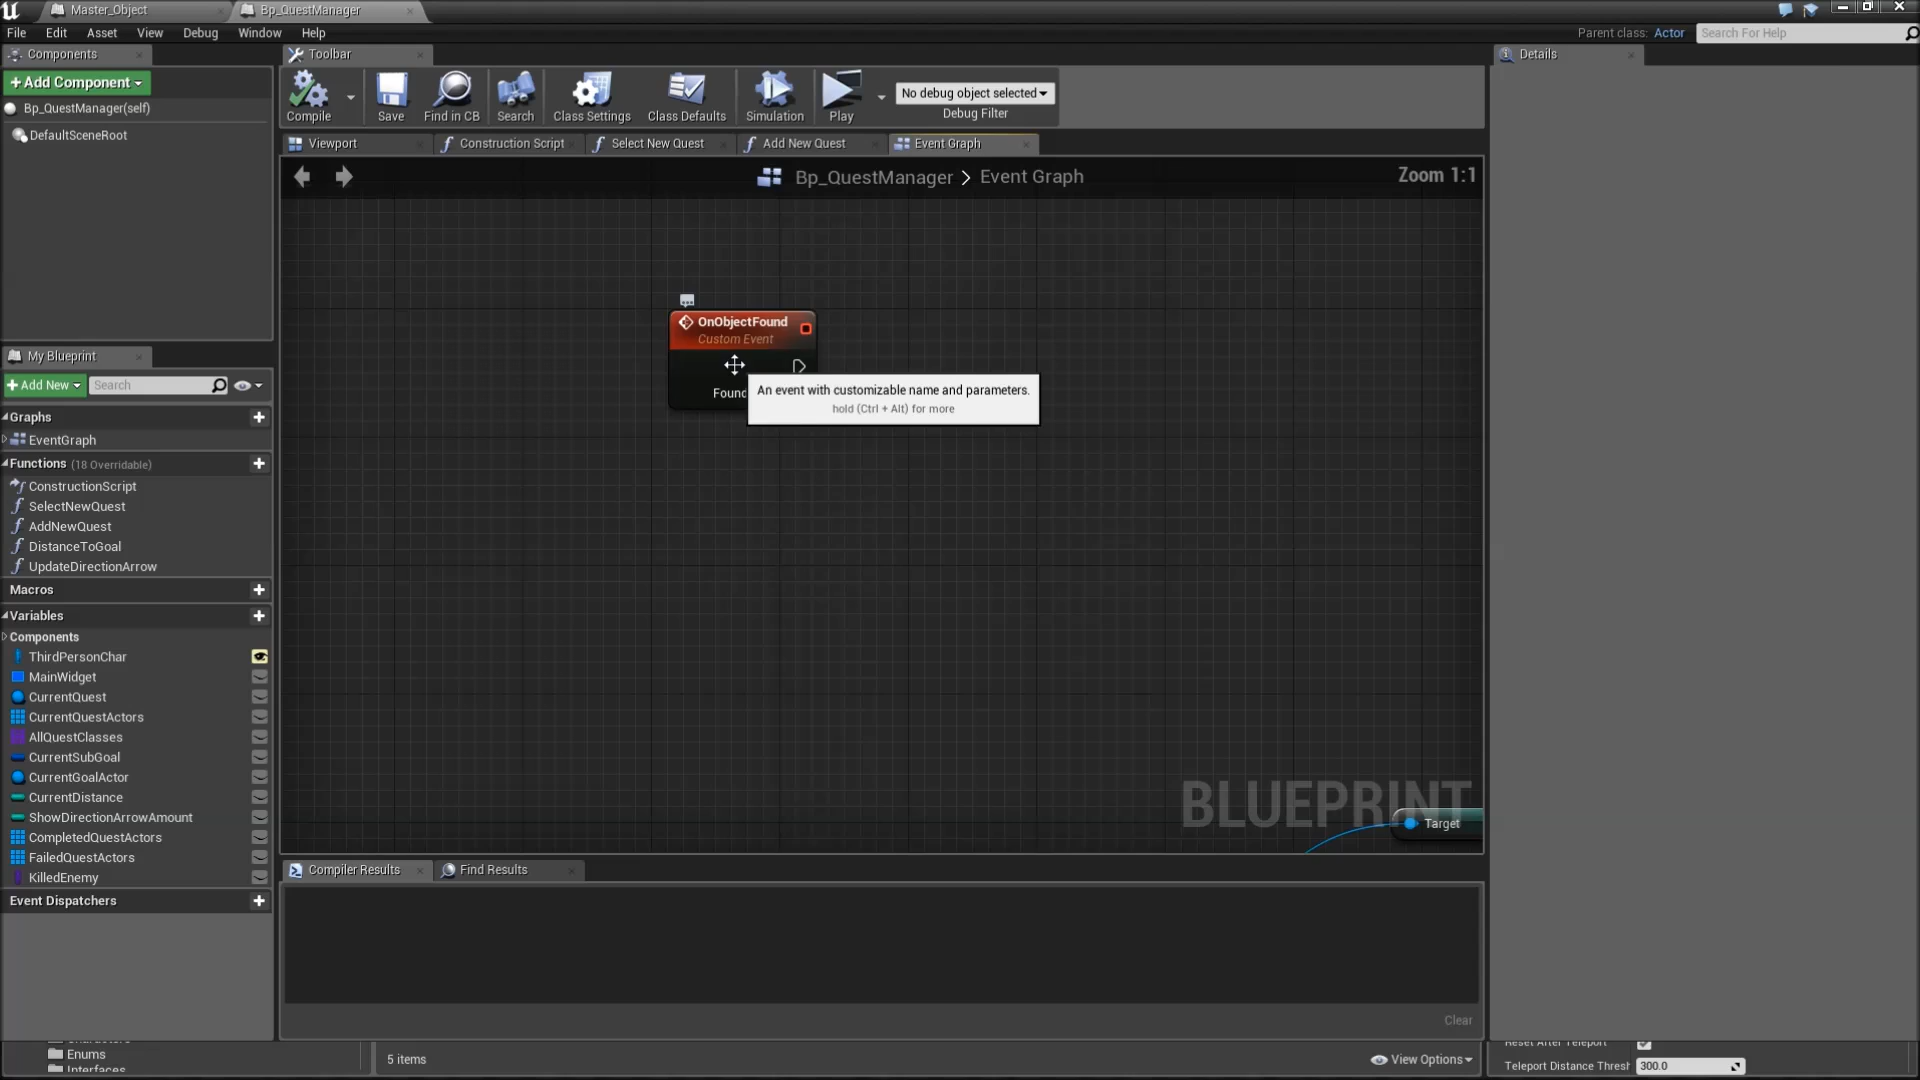 Master_Object
Bp_QuestManager
File Edit Asset View Debug Window Help
Parent class: Actor
Search For Help
Components
Toolbar
Details
+Add Component
Bp_QuestManager(self)
DefaultSceneRoot
Compile
Save
Find in CB
Search
Class Settings
Class Defaults
Simulation
Play
No debug object selected
Debug Filter
Viewport
Construction Script
Select New Quest
Add New Quest
Event Graph
Bp_QuestManager > Event Graph
Zoom 1:1
OnObjectFound
Custom Event
Found
An event with customizable name and parameters.
hold (Ctrl + Alt) for more
BLUEPRINT
Target
My Blueprint
+Add New
Search
Graphs
EventGraph
Functions (18 Overridable)
ConstructionScript
SelectNewQuest
AddNewQuest
DistanceToGoal
UpdateDirectionArrow
Macros
Variables
Components
ThirdPersonChar
MainWidget
CurrentQuest
CurrentQuestActors
AllQuestClasses
CurrentSubGoal
CurrentGoalActor
CurrentDistance
ShowDirectionArrowAmount
CompletedQuestActors
FailedQuestActors
KilledEnemy
Event Dispatchers
Compiler Results
Find Results
Clear
Enums
Interfaces
5 items
View Options
Reset After Teleport
Teleport Distance Thresh
300.0